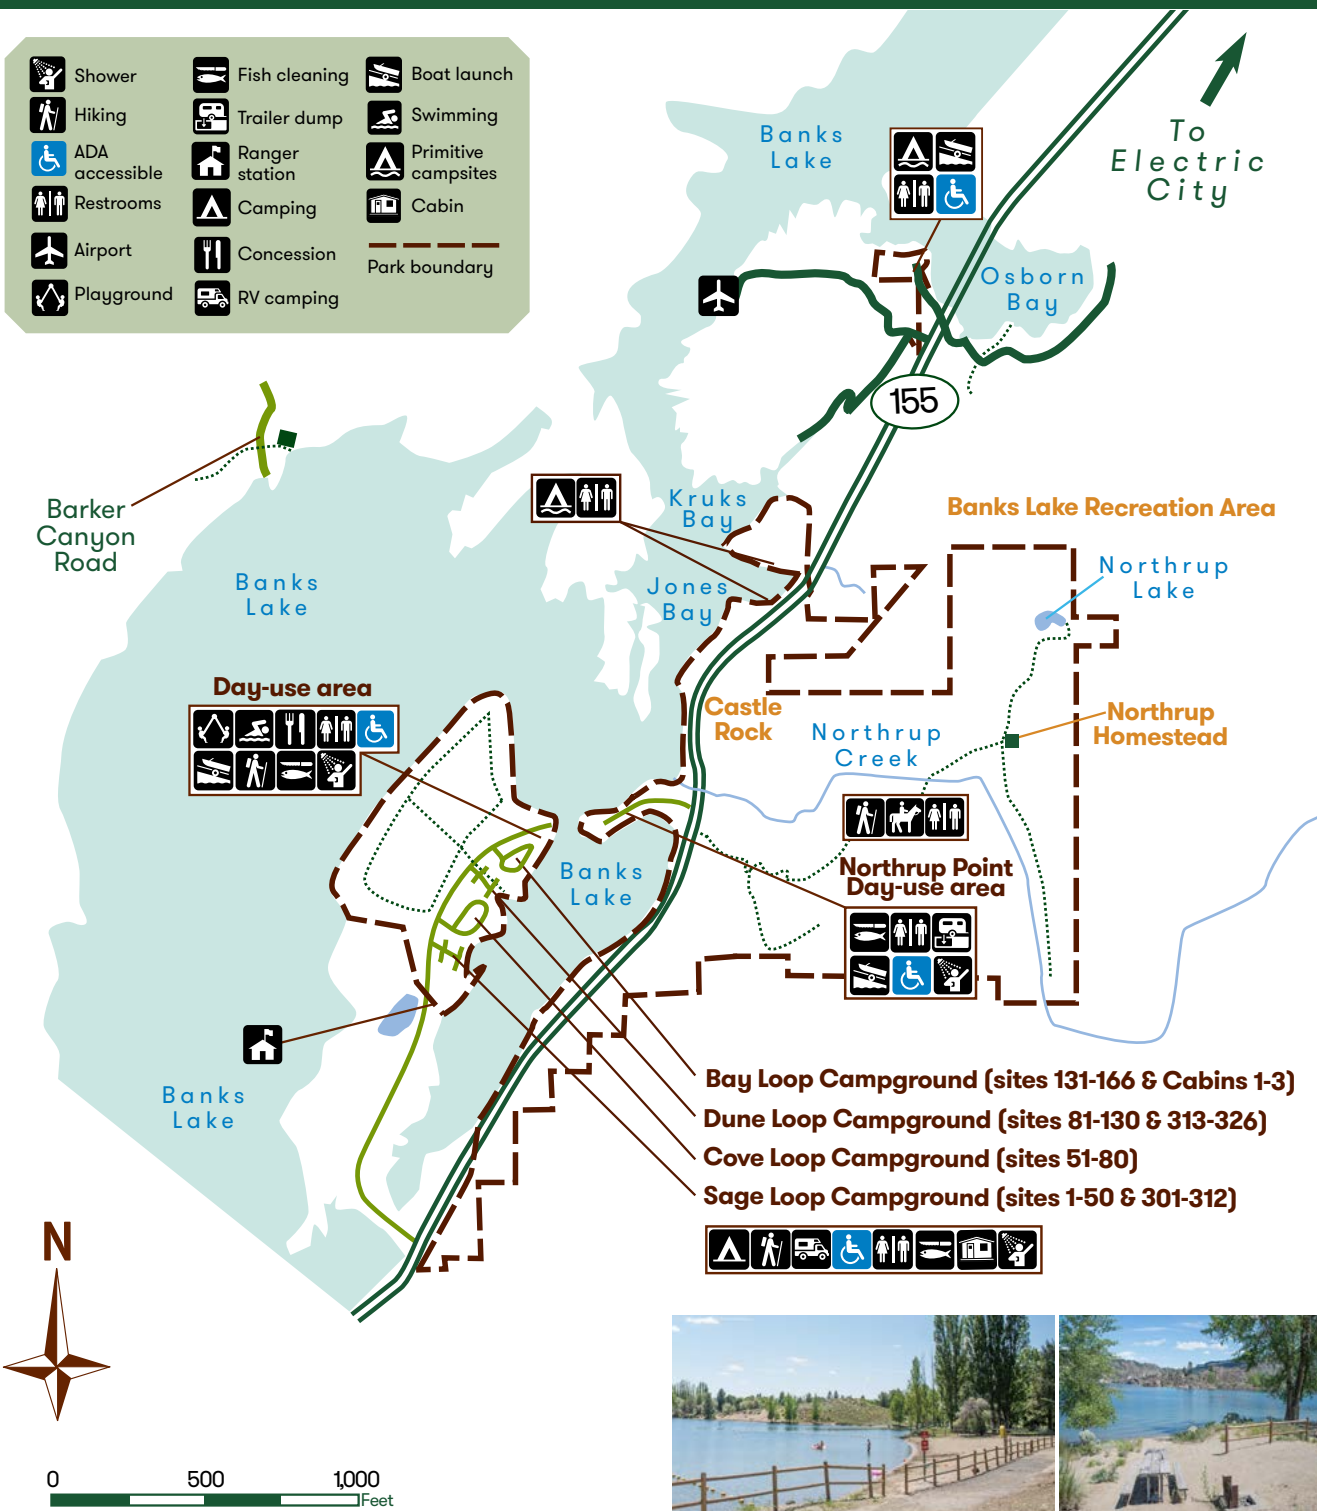 Shower
Hiking
ADA
accessible
Restrooms
Airport
Playground
Fish cleaning
Trailer dump
Ranger
station
Camping
Concession
RV camping
Boat launch
Swimming
Primitive
campsites
Cabin
Park boundary
To
Electric
City
Banks
Lake
Osborn
Bay
155
Barker
Canyon
Road
Kruks
Bay
Banks Lake Recreation Area
Banks
Lake
Jones
Bay
Northrup
Lake
Day-use area
Castle
Rock
Northrup
Creek
Northrup
Homestead
Banks
Lake
Northrup Point
Day-use area
Banks
Lake
Bay Loop Campground (sites 131-166 & Cabins 1-3)
Dune Loop Campground (sites 81-130 & 313-326)
Cove Loop Campground (sites 51-80)
Sage Loop Campground (sites 1-50 & 301-312)
N
0 500 1,000
Feet